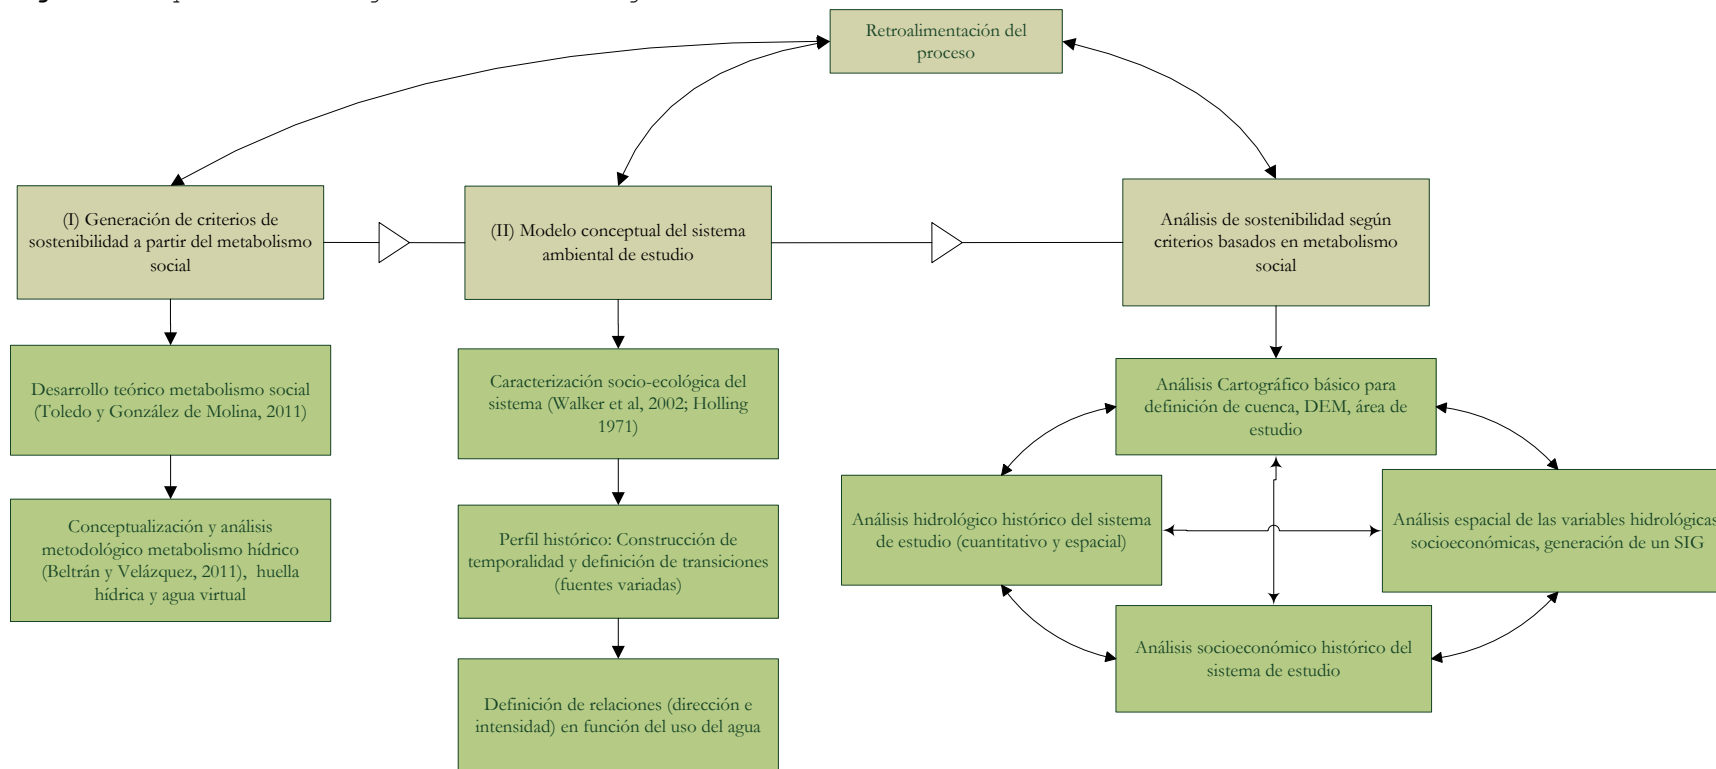 Retroalimentación del
proceso
(I) Generación de criterios de
sostenibilidad a partir del metabolismo
social
(II) Modelo conceptual del sistema
ambiental de estudio
Análisis de sostenibilidad según
criterios basados en metabolismo
social
Desarrollo teórico metabolismo social
(Toledo y González de Molina, 2011)
Conceptualización y análisis
metodológico metabolismo hídrico
(Beltrán y Velázquez, 2011), huella
hídrica y agua virtual
Caracterización socio-ecológica del
sistema (Walker et al, 2002; Holling
1971)
Perfil histórico: Construcción de
temporalidad y definición de transiciones
(fuentes variadas)
Definición de relaciones (dirección e
intensidad) en función del uso del agua
Análisis Cartográfico básico para
definición de cuenca, DEM, área de
estudio
Análisis hidrológico histórico del sistema
de estudio (cuantitativo y espacial)
Análisis espacial de las variables hidrológicas
socioeconómicas, generación de un SIG
Análisis socioeconómico histórico del
sistema de estudio